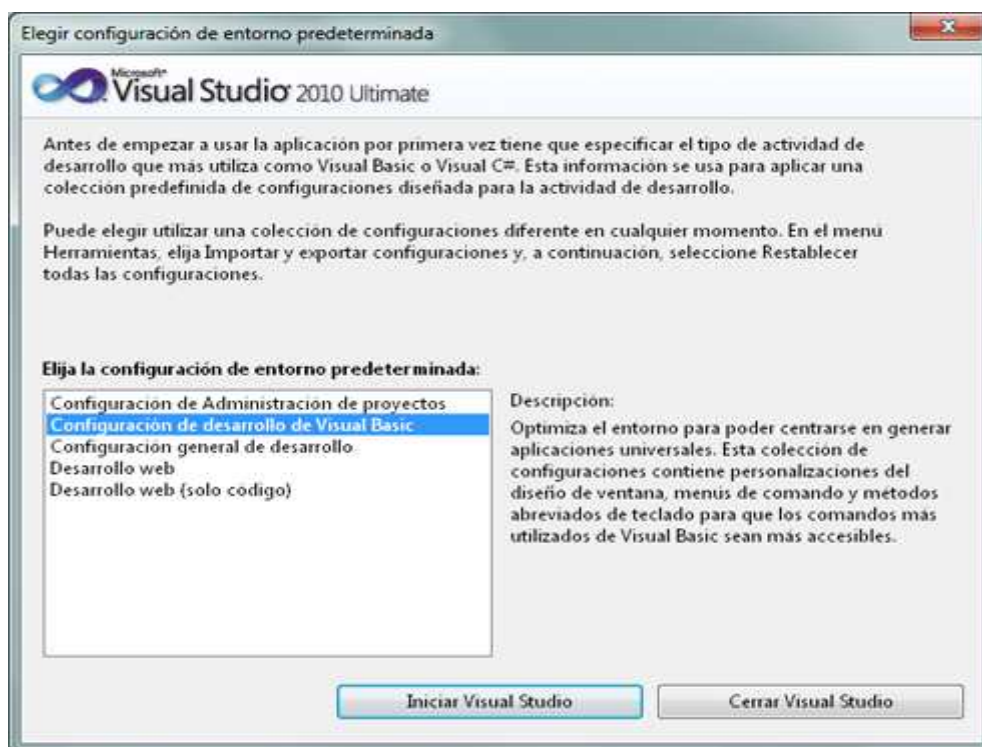 Elegir configuración de entorno predeterminada
Microsoft®
Visual Studio 2010 Ultimate
Antes de empezar a usar la aplicación por primera vez tiene que especificar el tipo de actividad de
desarrollo que más utiliza como Visual Basic o Visual C#. Esta información se usa para aplicar una
colección predefinida de configuraciones diseñada para la actividad de desarrollo.
Puede elegir utilizar una colección de configuraciones diferente en cualquier momento. En el menú
Herramientas, elija Importar y exportar configuraciones y, a continuación, seleccione Restablecer
todas las configuraciones.
Elija la configuración de entorno predeterminada:
Configuración de Administración de proyectos
Configuración de desarrollo de Visual Basic
Configuración general de desarrollo
Desarrollo web
Desarrollo web (solo código)
Descripción:
Optimiza el entorno para poder centrarse en generar
aplicaciones universales. Esta colección de
configuraciones contiene personalizaciones del
diseño de ventana, menús de comando y métodos
abreviados de teclado para que los comandos más
utilizados de Visual Basic sean más accesibles.
Iniciar Visual Studio
Cerrar Visual Studio